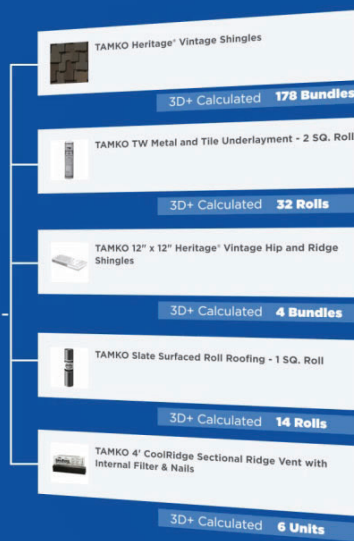 TAMKO Heritage® Vintage Shingles
3D+ Calculated 178 Bundles
TAMKO TW Metal and Tile Underlayment - 2 SQ. Roll
3D+ Calculated 32 Rolls
TAMKO 12" x 12" Heritage® Vintage Hip and Ridge
Shingles
3D+ Calculated 4 Bundles
TAMKO Slate Surfaced Roll Roofing - 1 SQ. Roll
3D+ Calculated 14 Rolls
TAMKO 4' CoolRidge Sectional Ridge Vent with
Internal Filter & Nails
3D+ Calculated 6 Units